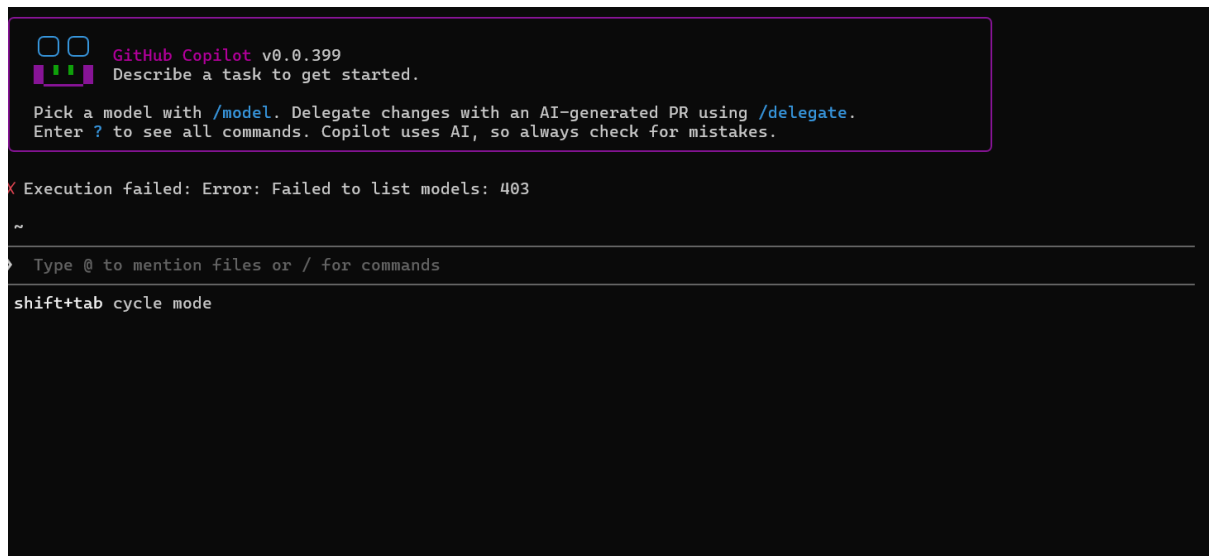 GitHub Copilot v0.0.399
Describe a task to get started.
Pick a model with /model. Delegate changes with an AI-generated PR using /delegate.
Enter ? to see all commands. Copilot uses AI, so always check for mistakes.
X Execution failed: Error: Failed to list models: 403
~
❯ Type @ to mention files or / for commands
shift+tab cycle mode